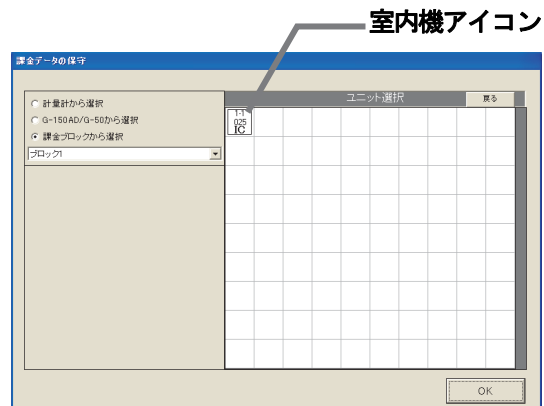 室内機アイコン
課金データの保守
計量計から選択
G-150AD/G-50から選択
課金ブロックから選択
ブロック1
ユニット選択
戻る
1-1
025
IC
OK